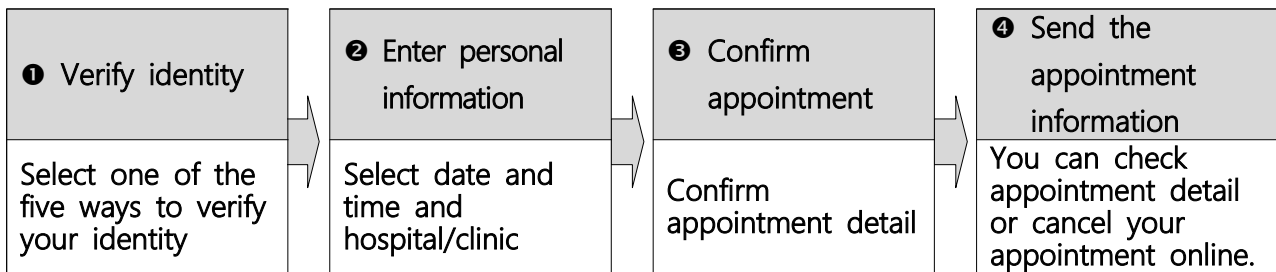 ❶ Verify identity
Select one of the
five ways to verify
your identity
❷ Enter personal
information
Select date and
time and
hospital/clinic
❸ Confirm
appointment
Confirm
appointment detail
❹ Send the
appointment
information
You can check
appointment detail
or cancel your
appointment online.